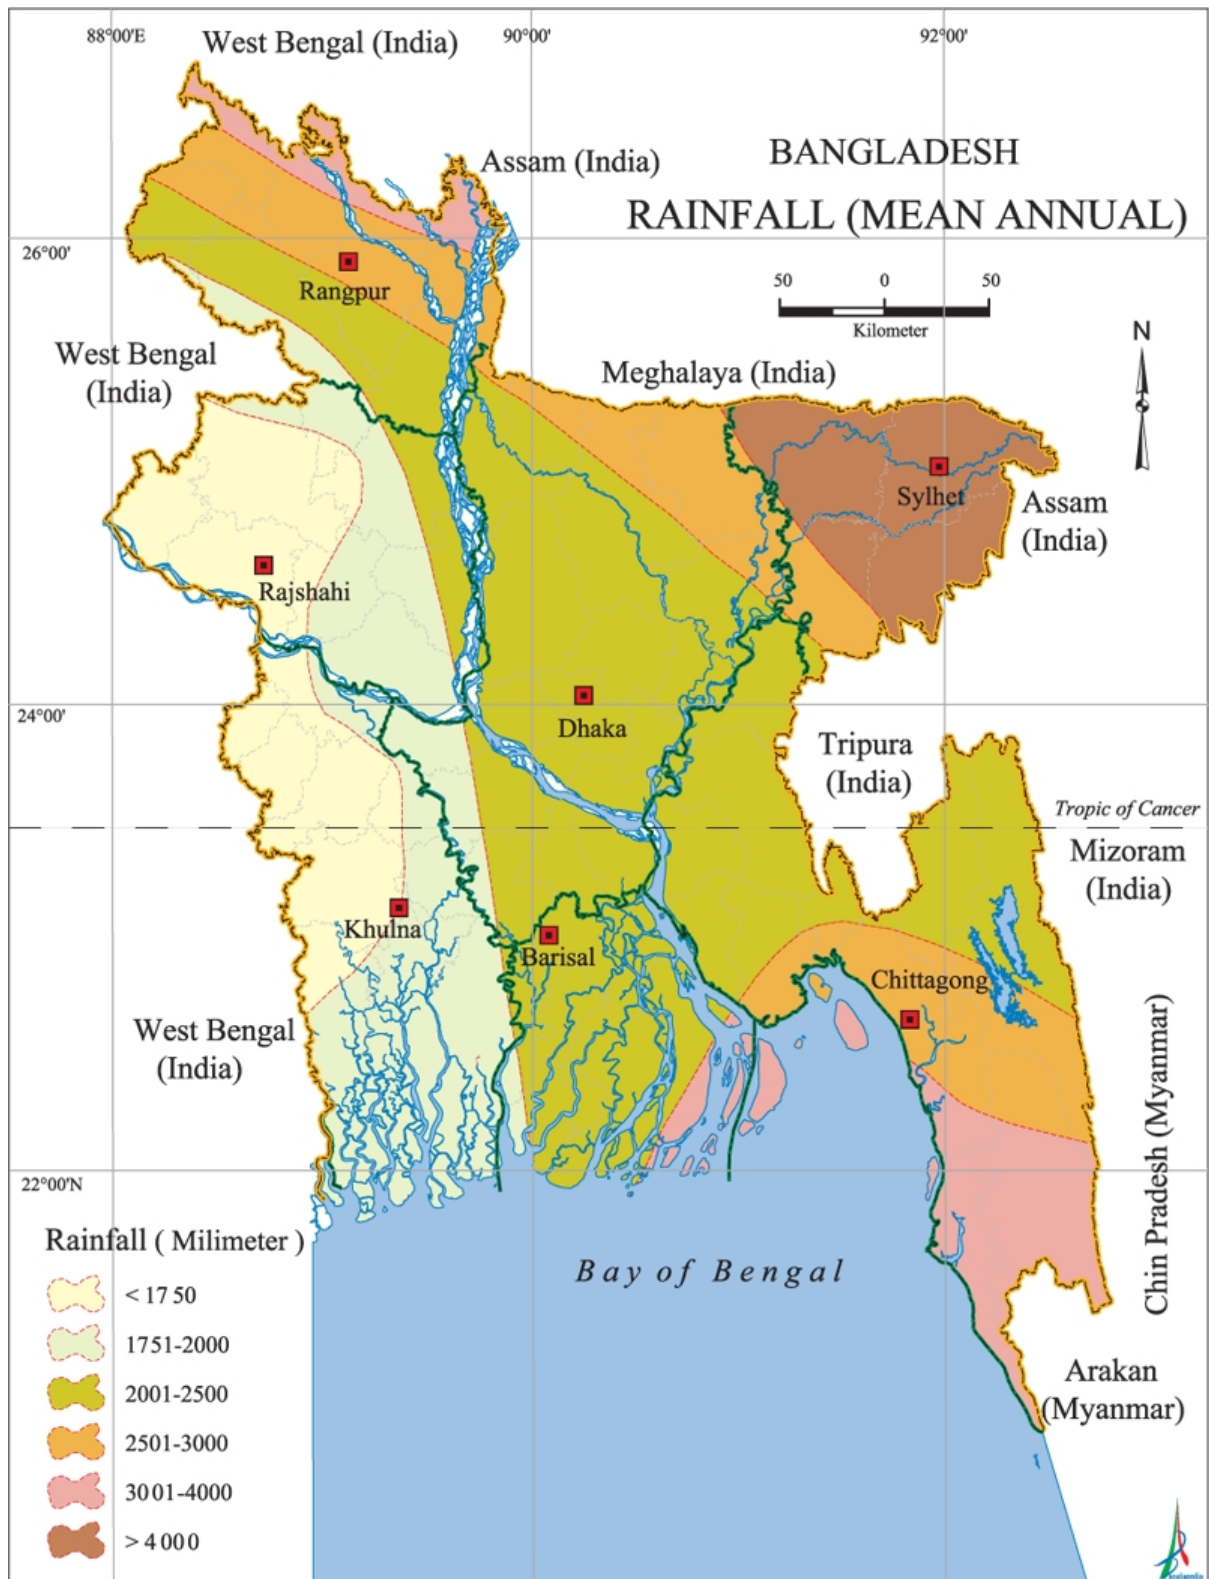 88°00'E
90°00'
92°00'
West Bengal (India)
Assam (India)
BANGLADESH
RAINFALL (MEAN ANNUAL)
26°00'
50 0 50
Kilometer
N
Rangpur
West Bengal
(India)
Meghalaya (India)
Sylhet
Assam
(India)
Rajshahi
24°00'
Dhaka
Tripura
(India)
Tropic of Cancer
Mizoram
(India)
Khulna
Barisal
Chittagong
West Bengal
(India)
Chin Pradesh (Myanmar)
22°00'N
Rainfall ( Milimeter )
Bay of Bengal
< 1750
1751-2000
2001-2500
2501-3000
3001-4000
> 4000
Arakan
(Myanmar)